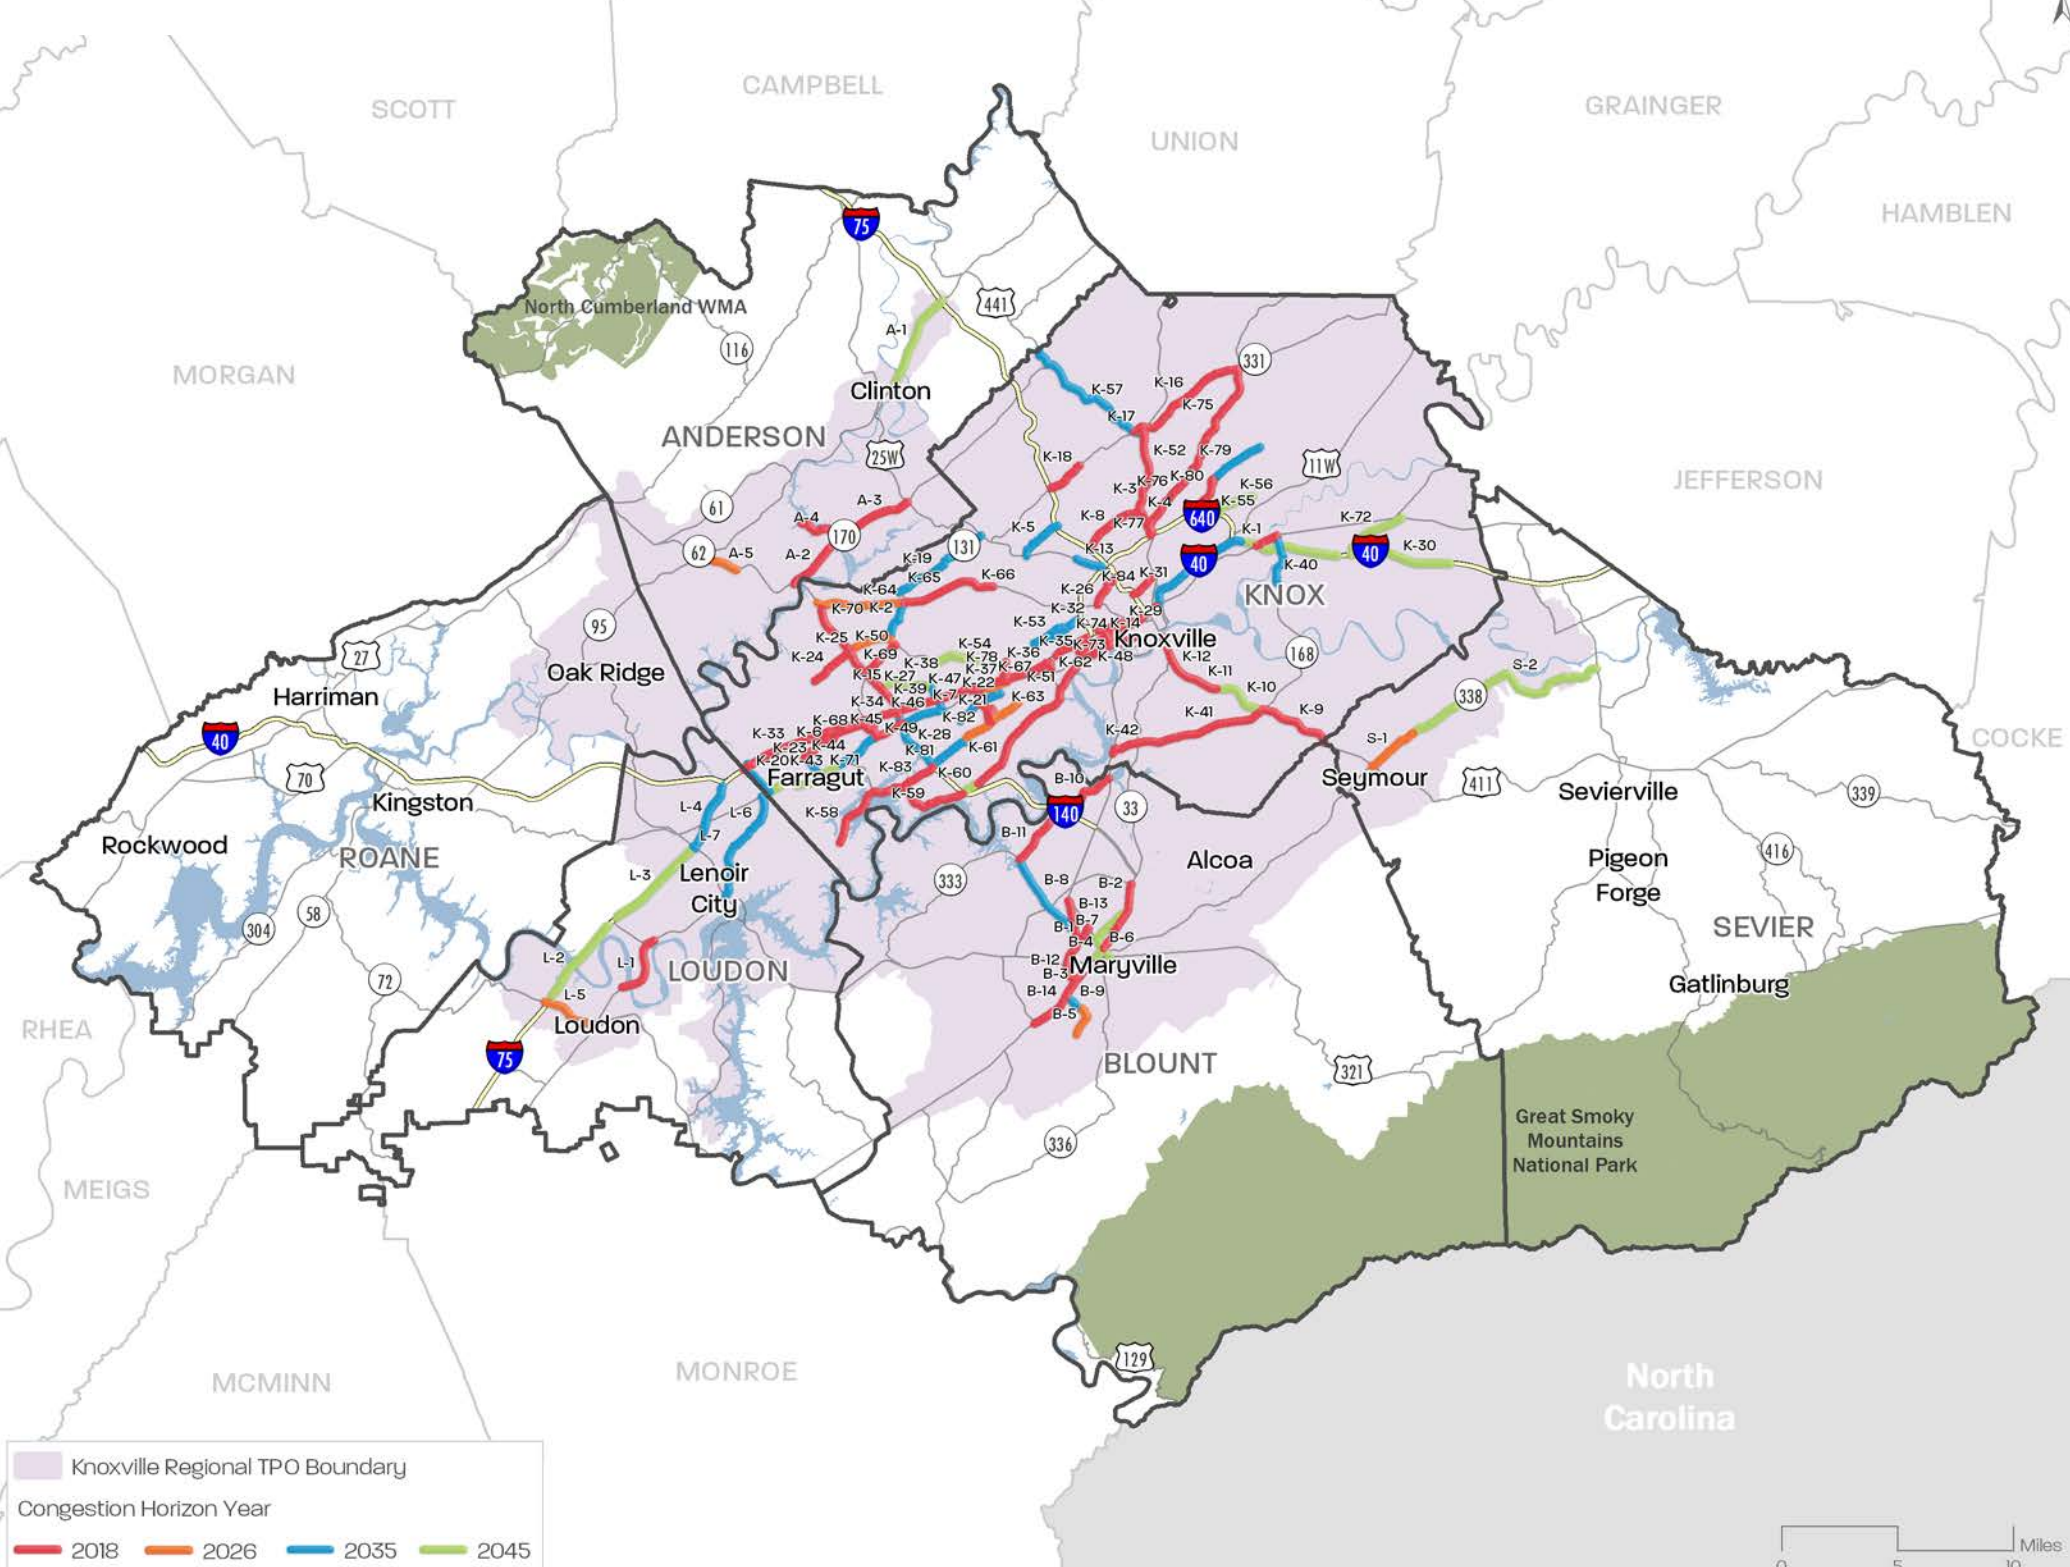 CAMPBELL
SCOTT
GRAINGER
UNION
HAMBLEN
75
441
North Cumberland WMA
A-1
116
331
MORGAN
K-57
K-16
Clinton
K-75
K-17
ANDERSON
25W
K-18
K-52
K-79
11W
JEFFERSON
K-3
K-76
K-80
K-56
K-55
61
A-3
K-4
A-4
K-8
K-77
640
K-1
K-72
170
K-5
131
62
A-5
A-2
K-19
K-13
40
40
K-30
K-65
K-66
K-84
K-31
K-40
K-64
K-26
KNOX
K-70
K-2
K-32
K-29
95
K-53
K-74
K-14
K-25
K-50
K-54
K-35
K-73
Knoxville
27
K-24
K-69
K-38
K-78
K-36
K-62
K-48
K-12
168
Oak Ridge
K-15
K-27
K-37
K-67
K-51
K-11
S-2
Harriman
K-39
K-47
K-22
K-10
338
K-34
K-46
K-7
K-21
K-63
K-41
K-9
40
K-68
K-45
K-82
K-33
K-6
K-49
K-28
K-42
S-1
COCKE
K-23
K-44
K-81
K-61
K-20
K-43
K-71
K-83
K-60
70
Farragut
B-10
Seymour
411
Sevierville
339
Kingston
L-4
L-6
K-58
K-59
140
33
L-7
B-11
Rockwood
ROANE
Alcoa
Pigeon
Forge
416
L-3
Lenoir
City
333
B-8
B-2
304
58
B-13
B-7
B-1
SEVIER
B-4
B-6
L-2
L-1
LOUDON
B-12
B-3
Maryville
72
L-5
B-14
B-9
Gatlinburg
RHEA
Loudon
B-5
75
BLOUNT
321
Great Smoky
Mountains
National Park
336
MEIGS
129
MCMINN
MONROE
North
Carolina
Knoxville Regional TPO Boundary
Congestion Horizon Year
2018
2026
2035
2045
Miles
0
5
10